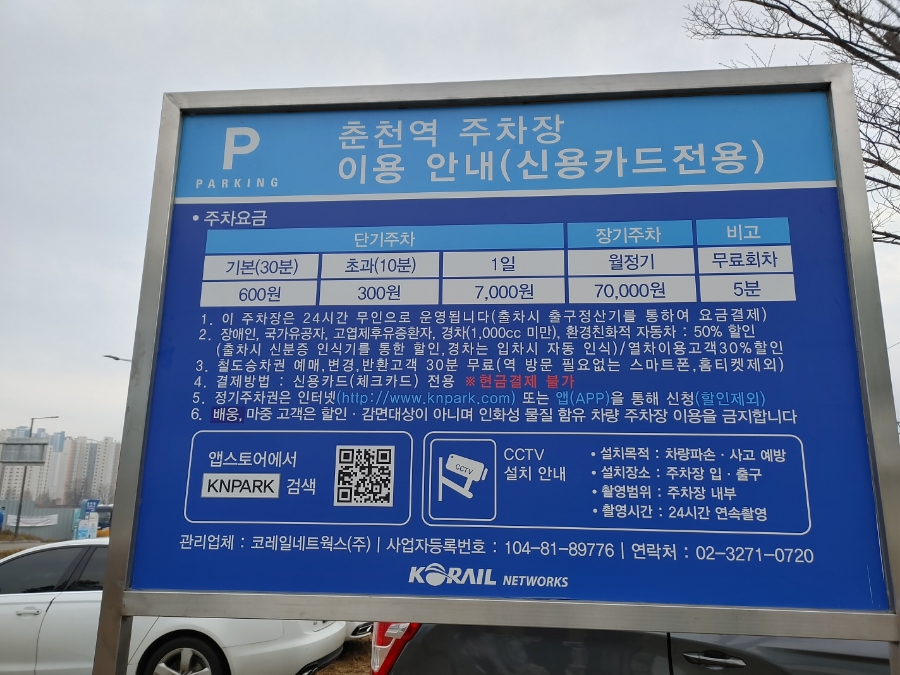 P
PARKING
춘천역 주차장
이용 안내(신용카드전용)
• 주차요금
단기주차 장기주차 비고
기본(30분) 초과(10분) 1일 월정기 무료회차
600원 300원 7,000원 70,000원 5분
1. 이 주차장은 24시간 무인으로 운영됩니다(출차시 출구정산기를 통하여 요금결제)
2. 장애인, 국가유공자, 고엽제후유증환자, 경차(1,000cc 미만), 환경친화적 자동차 : 50% 할인
(출차시 신분증 인식기를 통한 할인,경차는 입차시 자동 인식)/열차이용고객30%할인
3. 철도승차권 예매,변경,반환고객 30분 무료(역 방문 필요없는 스마트폰,홈티켓제외)
4. 결제방법 : 신용카드(체크카드) 전용 ※현금결제 불가
5. 정기주차권은 인터넷(http://www.knpark.com) 또는 앱(APP)을 통해 신청(할인제외)
6. 배웅, 마중 고객은 할인 · 감면대상이 아니며 인화성 물질 함유 차량 주차장 이용을 금지합니다
앱스토어에서
KNPARK 검색
CCTV
CCTV
설치 안내
• 설치목적 : 차량파손 · 사고 예방
• 설치장소 : 주차장 입 · 출구
• 촬영범위 : 주차장 내부
• 촬영시간 : 24시간 연속촬영
관리업체 : 코레일네트웍스(주) | 사업자등록번호 : 104-81-89776 | 연락처 : 02-3271-0720
KORAIL NETWORKS